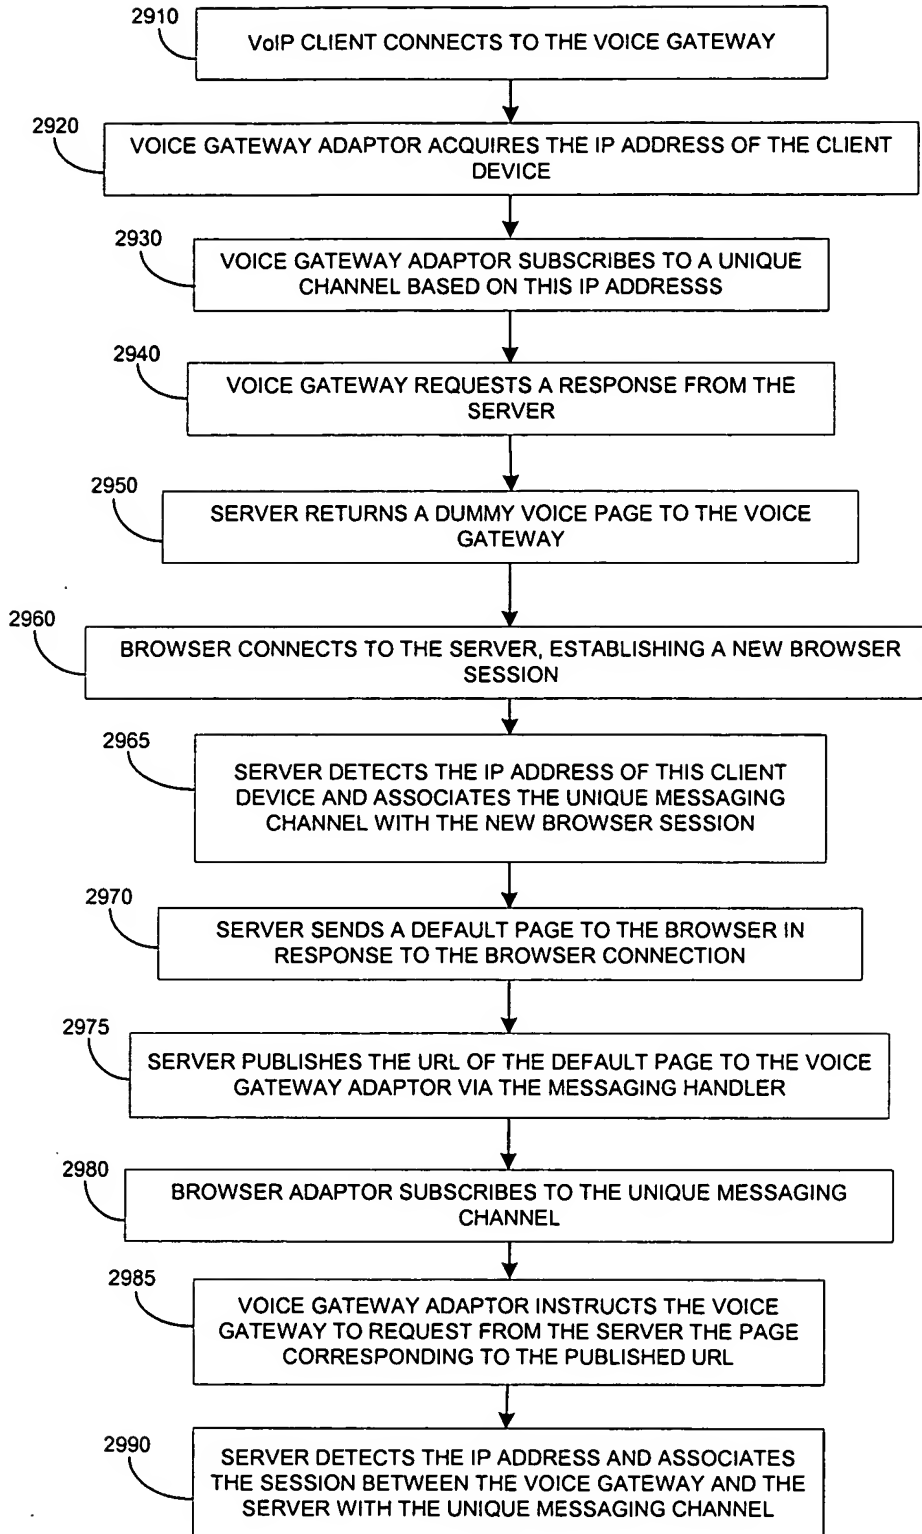 2910
VoIP CLIENT CONNECTS TO THE VOICE GATEWAY
2920
VOICE GATEWAY ADAPTOR ACQUIRES THE IP ADDRESS OF THE CLIENT
DEVICE
2930
VOICE GATEWAY ADAPTOR SUBSCRIBES TO A UNIQUE
CHANNEL BASED ON THIS IP ADDRESSS
2940
VOICE GATEWAY REQUESTS A RESPONSE FROM THE
SERVER
2950
SERVER RETURNS A DUMMY VOICE PAGE TO THE VOICE
GATEWAY
2960
BROWSER CONNECTS TO THE SERVER, ESTABLISHING A NEW BROWSER
SESSION
2965
SERVER DETECTS THE IP ADDRESS OF THIS CLIENT
DEVICE AND ASSOCIATES THE UNIQUE MESSAGING
CHANNEL WITH THE NEW BROWSER SESSION
2970
SERVER SENDS A DEFAULT PAGE TO THE BROWSER IN
RESPONSE TO THE BROWSER CONNECTION
2975
SERVER PUBLISHES THE URL OF THE DEFAULT PAGE TO THE VOICE
GATEWAY ADAPTOR VIA THE MESSAGING HANDLER
2980
BROWSER ADAPTOR SUBSCRIBES TO THE UNIQUE MESSAGING
CHANNEL
2985
VOICE GATEWAY ADAPTOR INSTRUCTS THE VOICE
GATEWAY TO REQUEST FROM THE SERVER THE PAGE
CORRESPONDING TO THE PUBLISHED URL
2990
SERVER DETECTS THE IP ADDRESS AND ASSOCIATES
THE SESSION BETWEEN THE VOICE GATEWAY AND THE
SERVER WITH THE UNIQUE MESSAGING CHANNEL